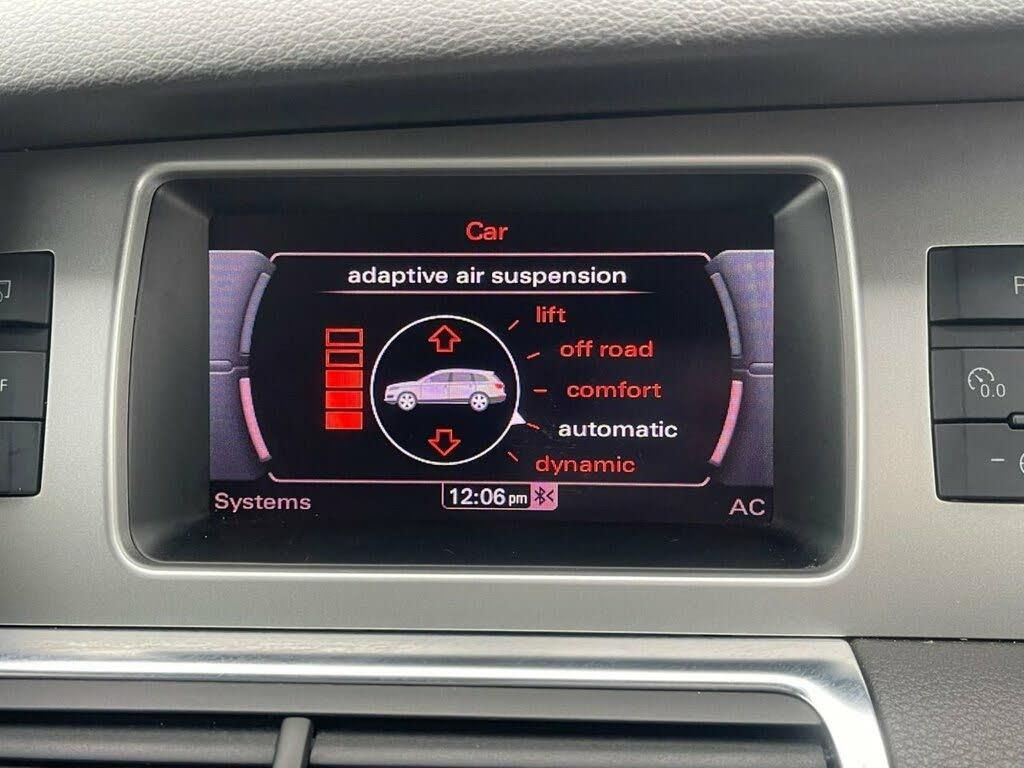 Car
adaptive air suspension
lift
off road
comfort
automatic
dynamic
Systems
12:06 pm
AC
F
0.0